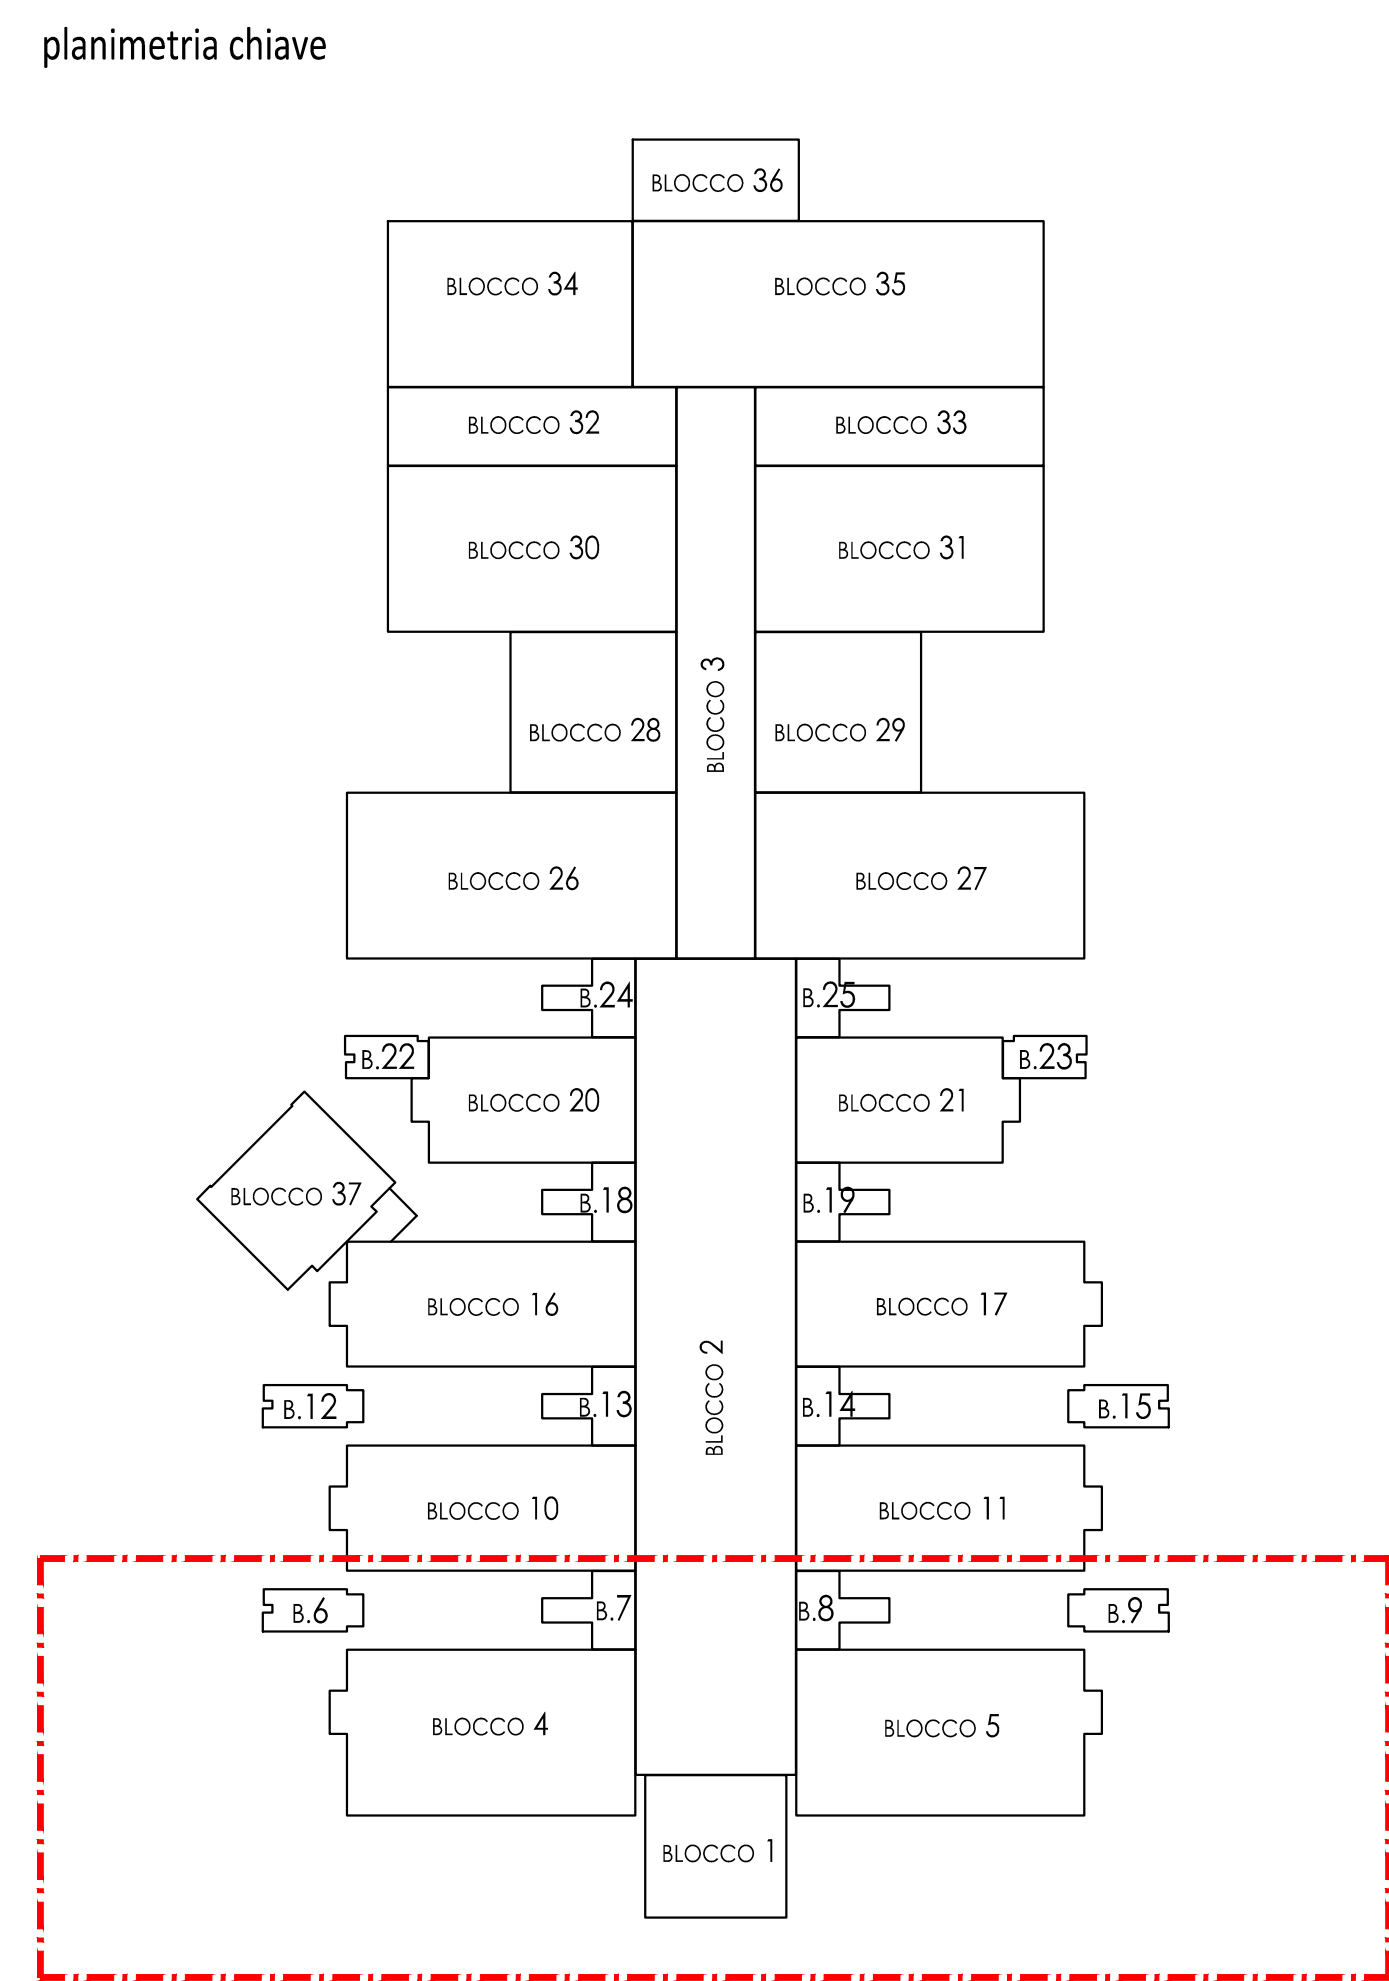 planimetria chiave
BLOCCO 36
BLOCCO 34
BLOCCO 35
BLOCCO 32
BLOCCO 33
BLOCCO 30
BLOCCO 31
BLOCCO 3
BLOCCO 28
BLOCCO 29
BLOCCO 26
BLOCCO 27
B.24
B.25
B.22
B.23
BLOCCO 20
BLOCCO 21
BLOCCO 37
B.18
B.19
BLOCCO 16
BLOCCO 17
BLOCCO 2
B.12
B.13
B.14
B.15
BLOCCO 10
BLOCCO 11
B.6
B.7
B.8
B.9
BLOCCO 4
BLOCCO 5
BLOCCO 1